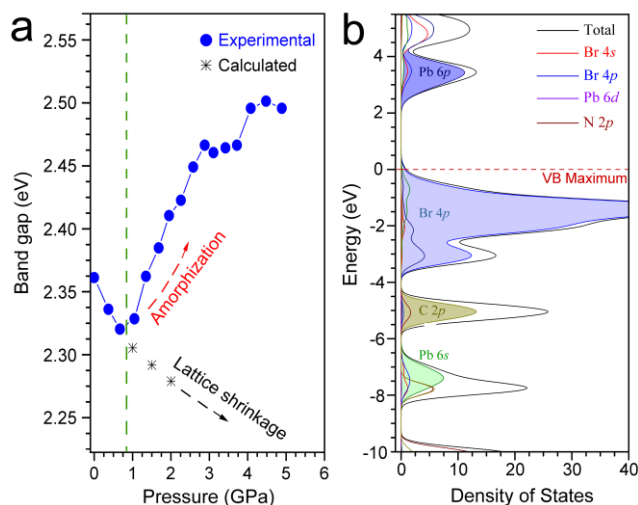 a
2.55
2.50
2.45
2.40
2.35
2.30
2.25
Band gap (eV)
Experimental
Calculated
Amorphization
Lattice shrinkage
0
1
2
3
4
5
Pressure (GPa)
b
4
2
0
-2
-4
-6
-8
-10
Energy (eV)
Total
Br 4s
Br 4p
Pb 6d
N 2p
Pb 6p
VB Maximum
Br 4p
C 2p
Pb 6s
0
10
20
30
40
Density of States